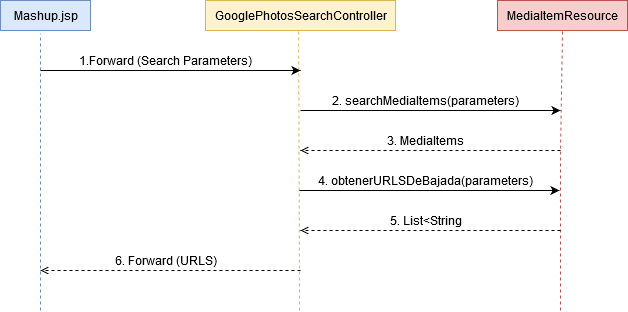 Mashup.jsp
GooglePhotosSearchController
MediaItemResource
1.Forward (Search Parameters)
2. searchMediaItems(parameters)
3. MediaItems
4. obtenerURLSDeBajada(parameters)
5. List<String
6. Forward (URLS)